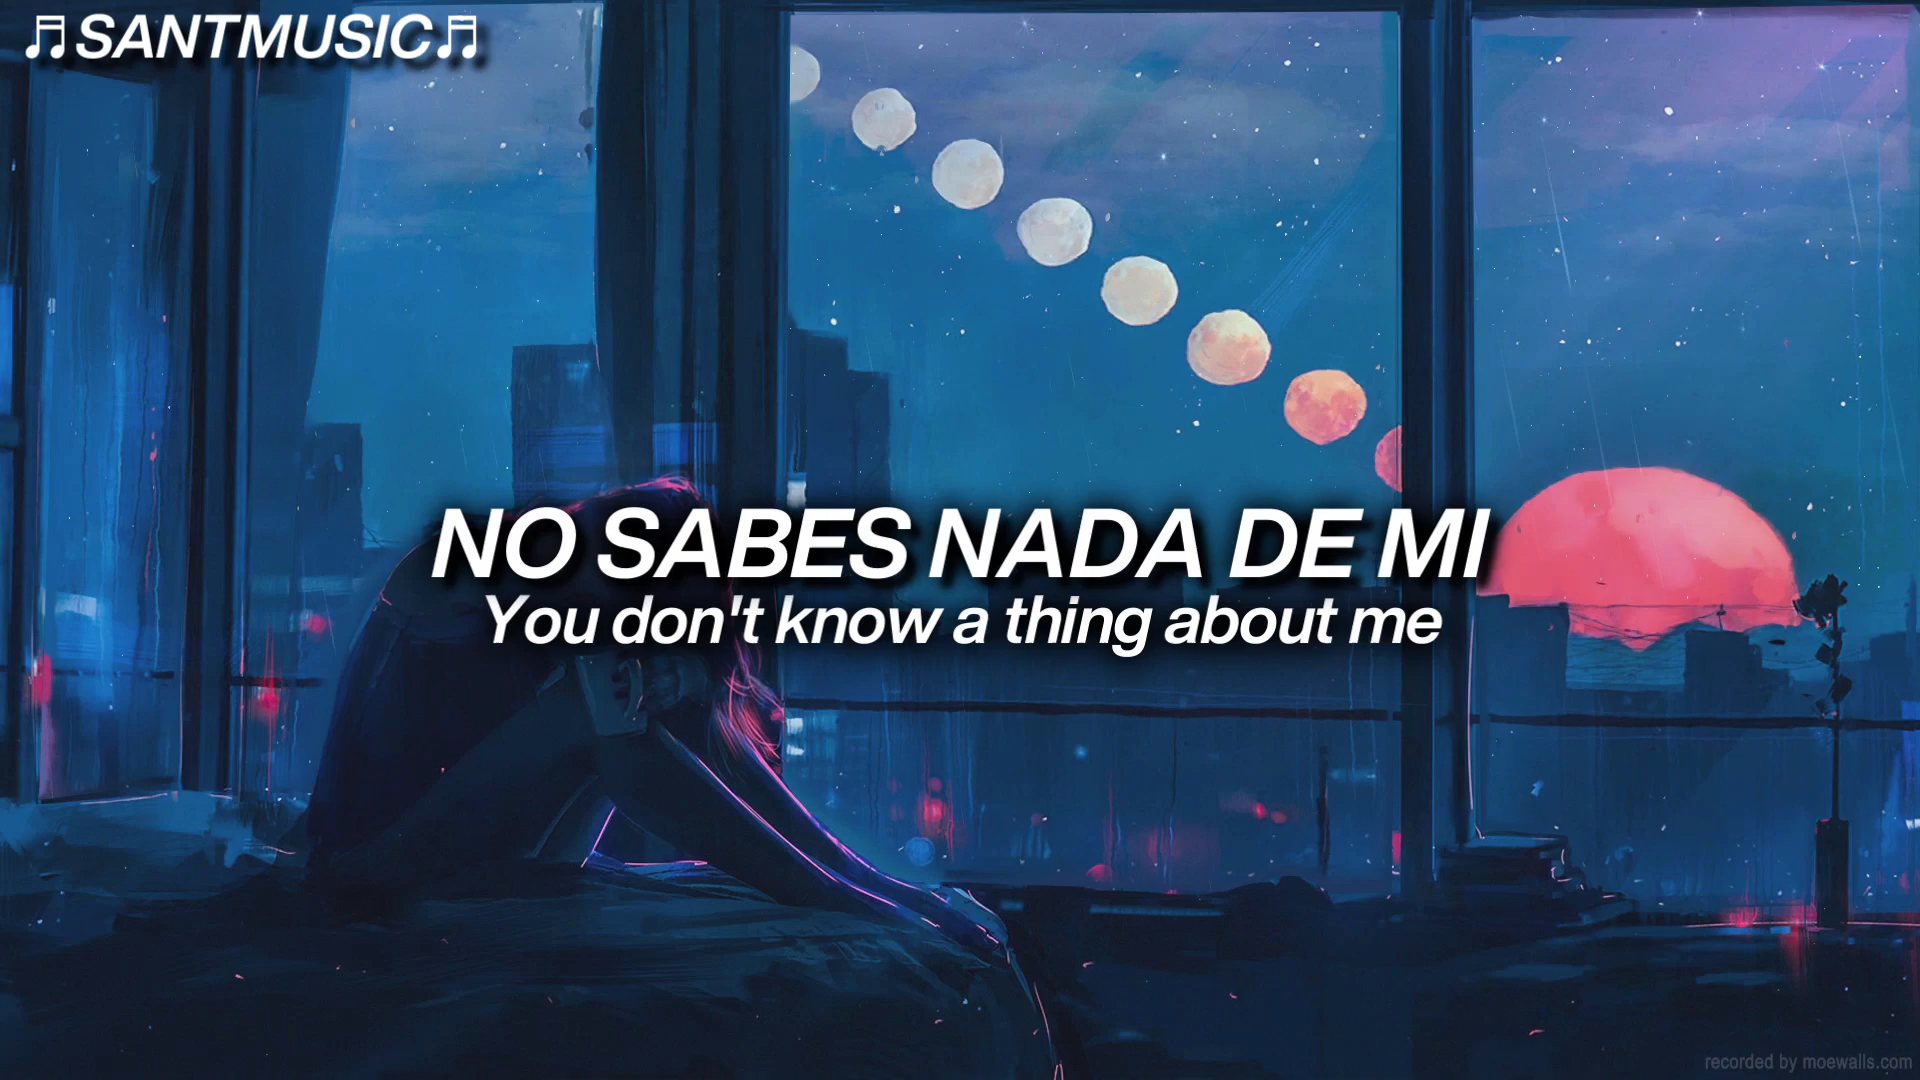 ♬SANTMUSIC♬
NO SABES NADA DE MI
You don't know a thing about me
recorded by moewalls.com